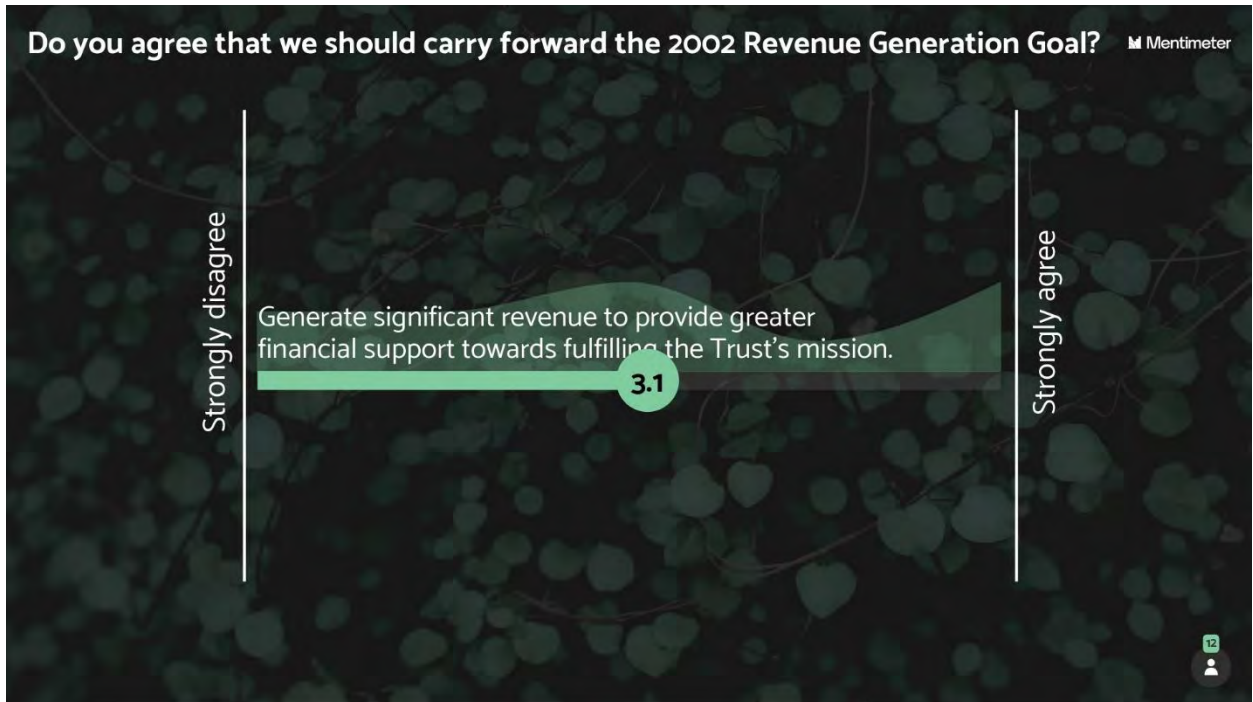 Do you agree that we should carry forward the 2002 Revenue Generation Goal?
Mentimeter
Strongly disagree
Generate significant revenue to provide greater
financial support towards fulfilling the Trust's mission.
3.1
Strongly agree
12